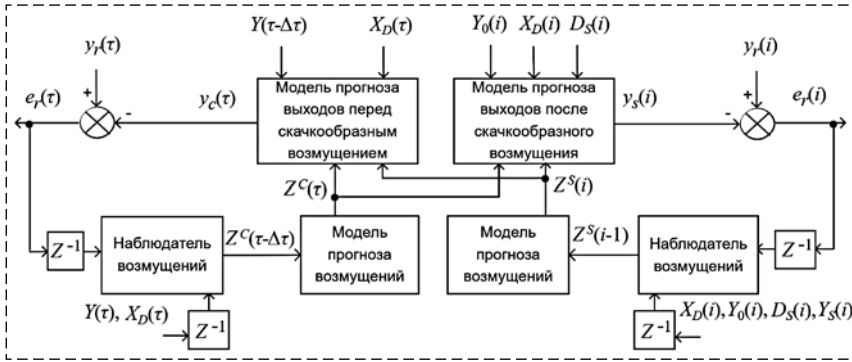 Y(τ-Δτ) X_D(τ) Y_0(i) X_D(i) D_S(i)
y_r(τ) y_r(i)
e_r(τ) + y_c(τ) - y_s(i) - + e_r(i)
Модель прогноза
выходов перед
скачкообразным
возмущением
Модель прогноза
выходов после
скачкообразного
возмущения
Z^C(τ) Z^S(i)
Z^-1
Наблюдатель
возмущений
Z^C(τ-Δτ)
Модель
прогноза
возмущений
Модель
прогноза
возмущений
Z^S(i-1)
Наблюдатель
возмущений
Z^-1
Y(τ), X_D(τ)
Z^-1
Z^-1
X_D(i), Y_0(i), D_S(i), Y_S(i)